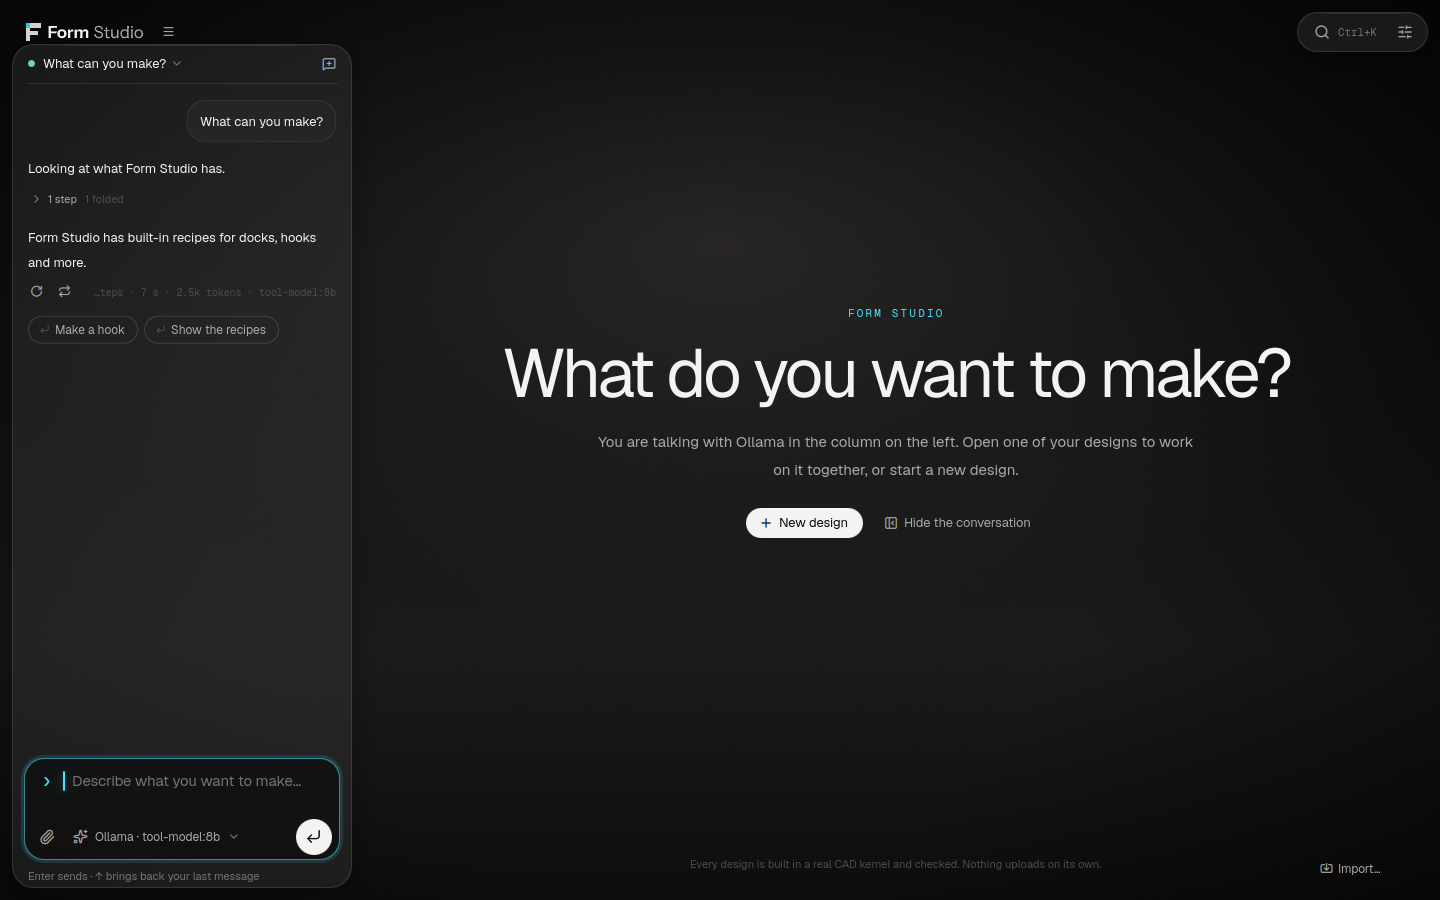 Form Studio
Ctrl+K
What can you make?
What can you make?
Looking at what Form Studio has.
1 step 1 folded
Form Studio has built-in recipes for docks, hooks
and more.
…teps · 7 s · 2.5k tokens · tool-model:8b
Make a hook
Show the recipes
Describe what you want to make…
Ollama · tool-model:8b
Enter sends · ↑ brings back your last message
FORM STUDIO
What do you want to make?
You are talking with Ollama in the column on the left. Open one of your designs to work
on it together, or start a new design.
New design
Hide the conversation
Every design is built in a real CAD kernel and checked. Nothing uploads on its own.
Import…